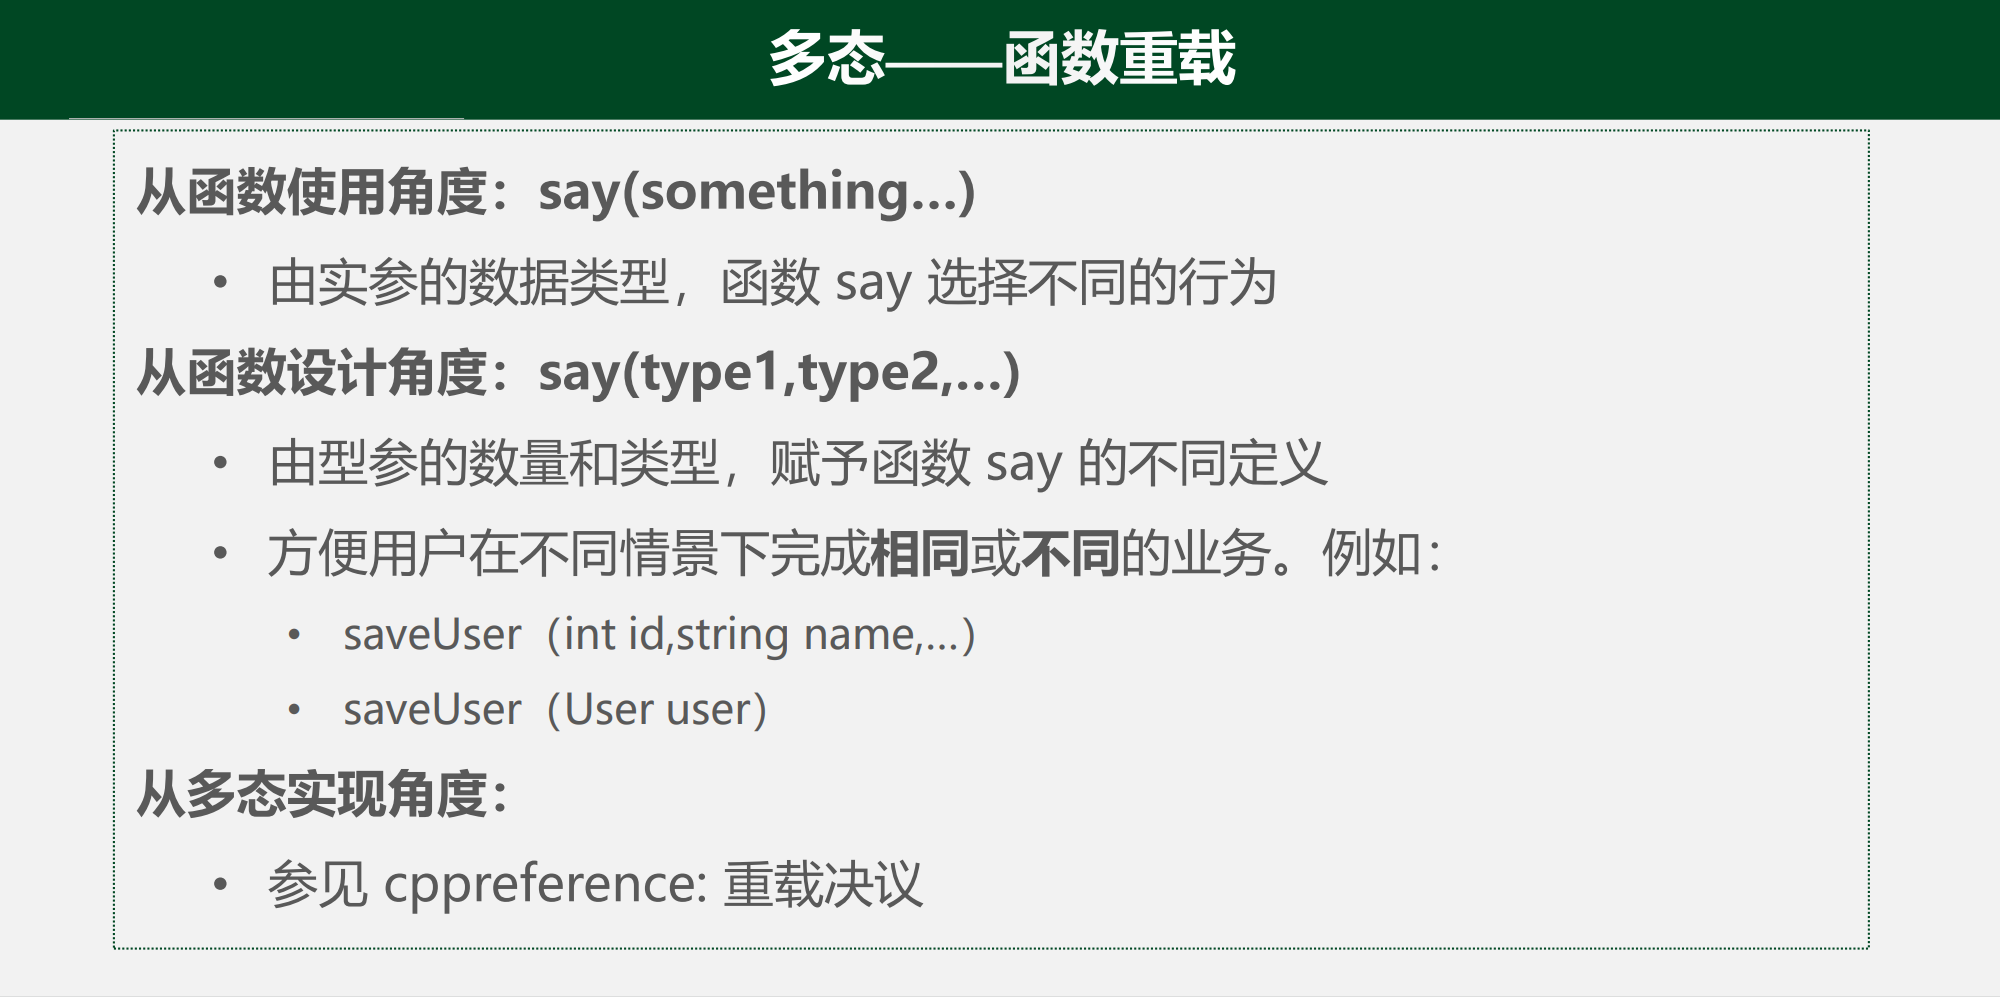 多态——函数重载
从函数使用角度：say(something…)
• 由实参的数据类型，函数 say 选择不同的行为
从函数设计角度：say(type1,type2,…)
• 由型参的数量和类型，赋予函数 say 的不同定义
• 方便用户在不同情景下完成相同或不同的业务。例如：
• saveUser（int id,string name,…）
• saveUser（User user）
从多态实现角度：
• 参见 cppreference: 重载决议